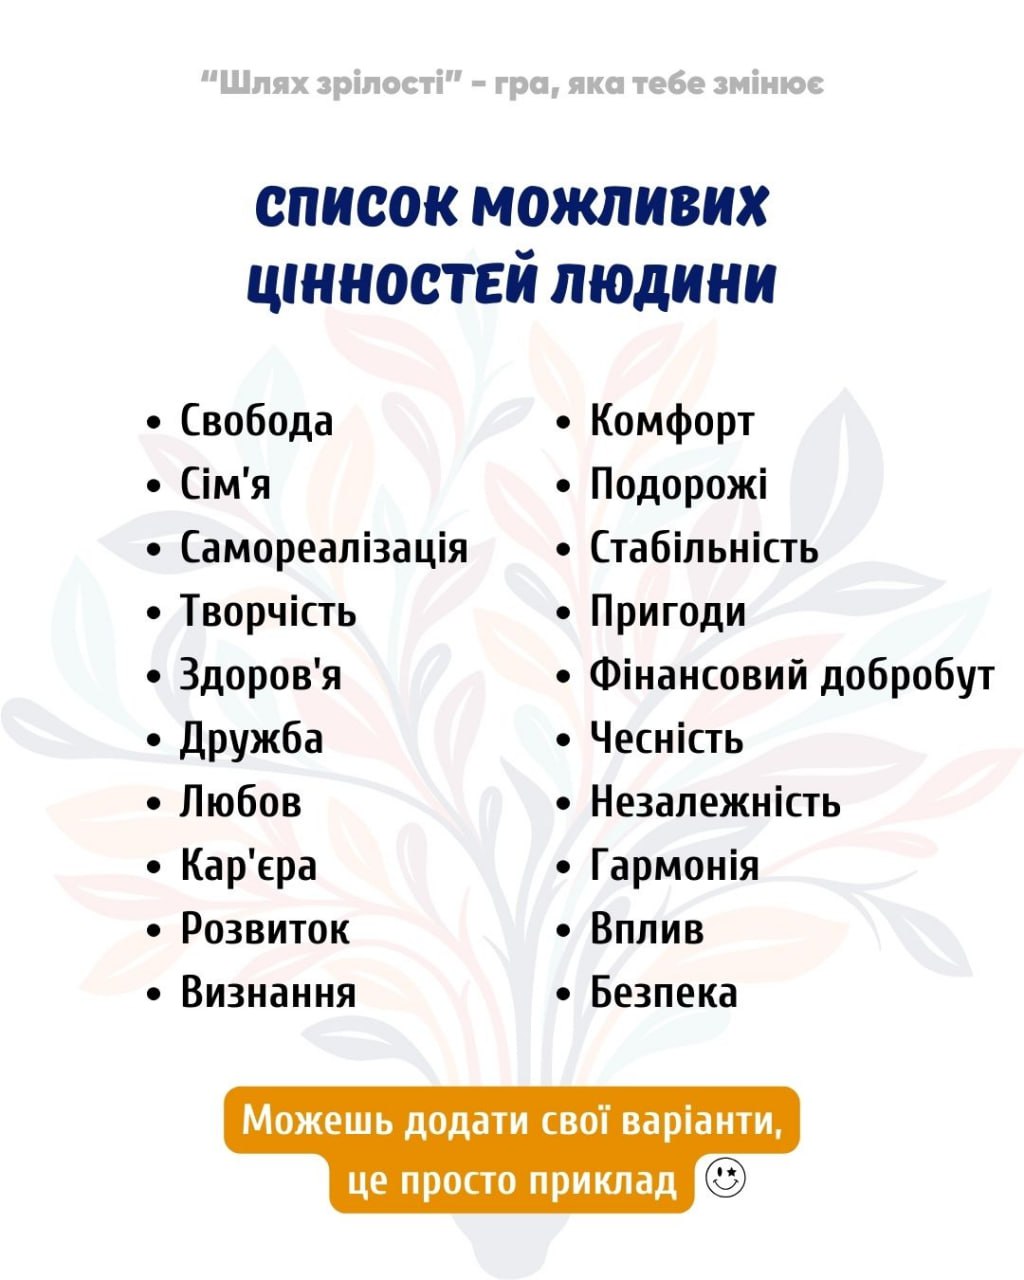 “Шлях зрілості” - гра, яка тебе змінює
СПИСОК МОЖЛИВИХ
ЦІННОСТЕЙ ЛЮДИНИ
• Свобода
• Сім'я
• Самореалізація
• Творчість
• Здоров'я
• Дружба
• Любов
• Кар'єра
• Розвиток
• Визнання
• Комфорт
• Подорожі
• Стабільність
• Пригоди
• Фінансовий добробут
• Чесність
• Незалежність
• Гармонія
• Вплив
• Безпека
Можешь додати свої варіанти,
це просто приклад